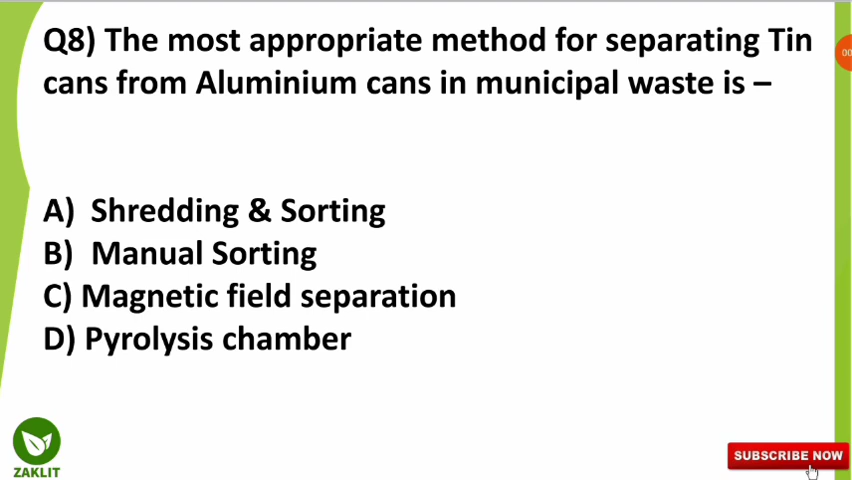 Q8) The most appropriate method for separating Tin
cans from Aluminium cans in municipal waste is –
00
A) Shredding & Sorting
B) Manual Sorting
C) Magnetic field separation
D) Pyrolysis chamber
ZAKLIT
SUBSCRIBE NOW